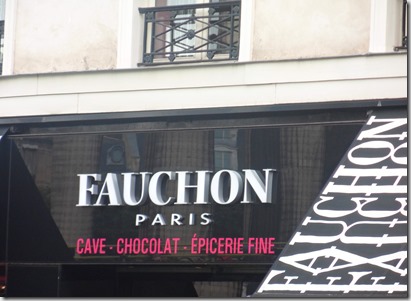 FAUCHON
PARIS
CAVE - CHOCOLAT - ÉPICERIE FINE
FAUCHON
FAUCHON